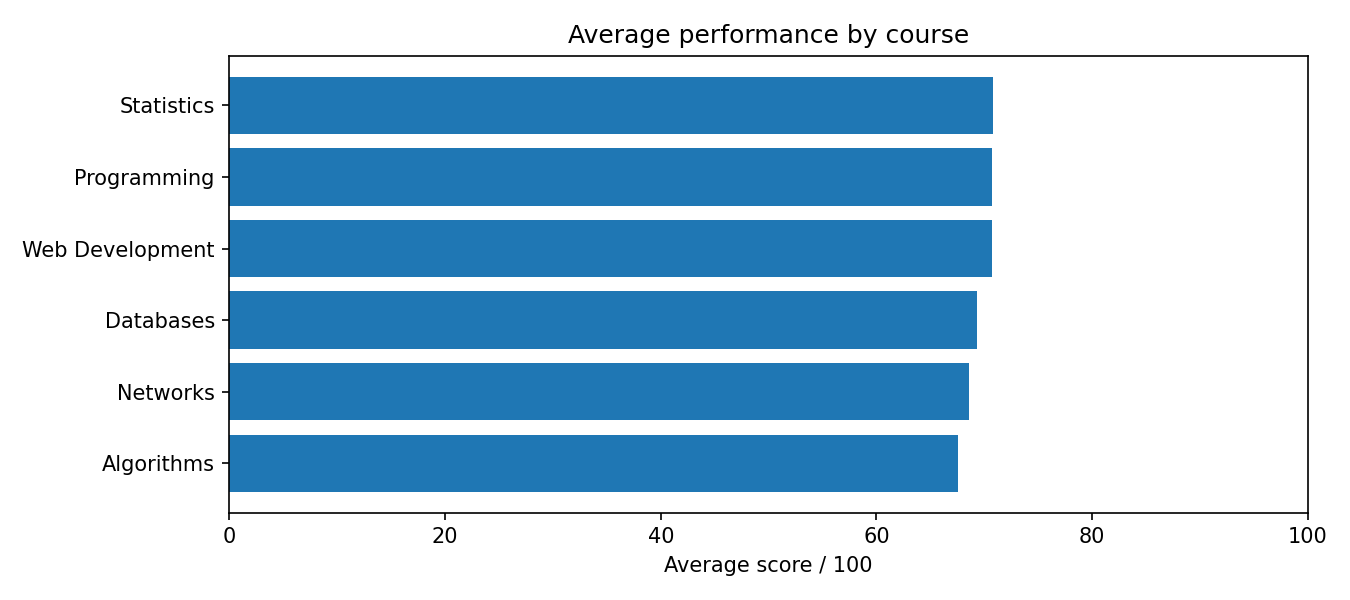 Average performance by course
Statistics
Programming
Web Development
Databases
Networks
Algorithms
0 20 40 60 80 100
Average score / 100